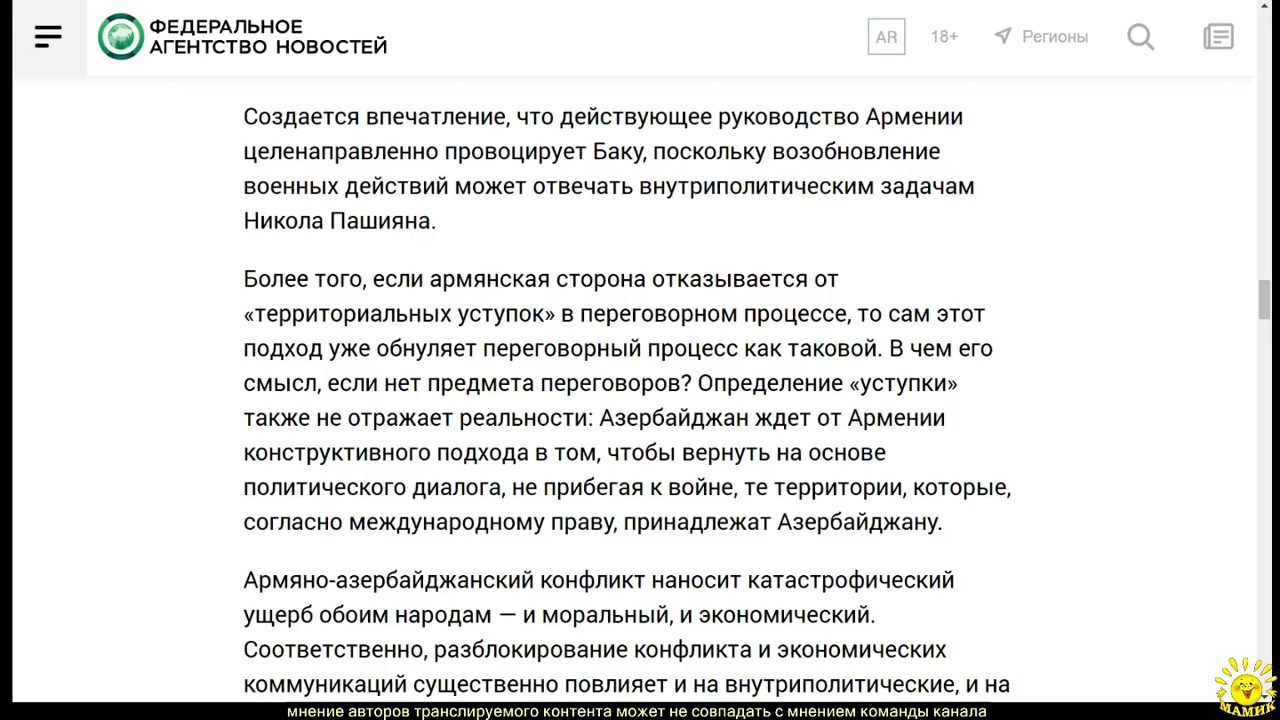 ФЕДЕРАЛЬНОЕ
АГЕНТСТВО НОВОСТЕЙ
AR
18+
Регионы
Создается впечатление, что действующее руководство Армении
целенаправленно провоцирует Баку, поскольку возобновление
военных действий может отвечать внутриполитическим задачам
Никола Пашияна.
Более того, если армянская сторона отказывается от
«территориальных уступок» в переговорном процессе, то сам этот
подход уже обнуляет переговорный процесс как таковой. В чем его
смысл, если нет предмета переговоров? Определение «уступки»
также не отражает реальности: Азербайджан ждет от Армении
конструктивного подхода в том, чтобы вернуть на основе
политического диалога, не прибегая к войне, те территории, которые,
согласно международному праву, принадлежат Азербайджану.
Армяно-азербайджанский конфликт наносит катастрофический
ущерб обоим народам — и моральный, и экономический.
Соответственно, разблокирование конфликта и экономических
коммуникаций существенно повлияет и на внутриполитические, и на
МАМИК
мнение авторов транслируемого контента может не совпадать с мнением команды канала